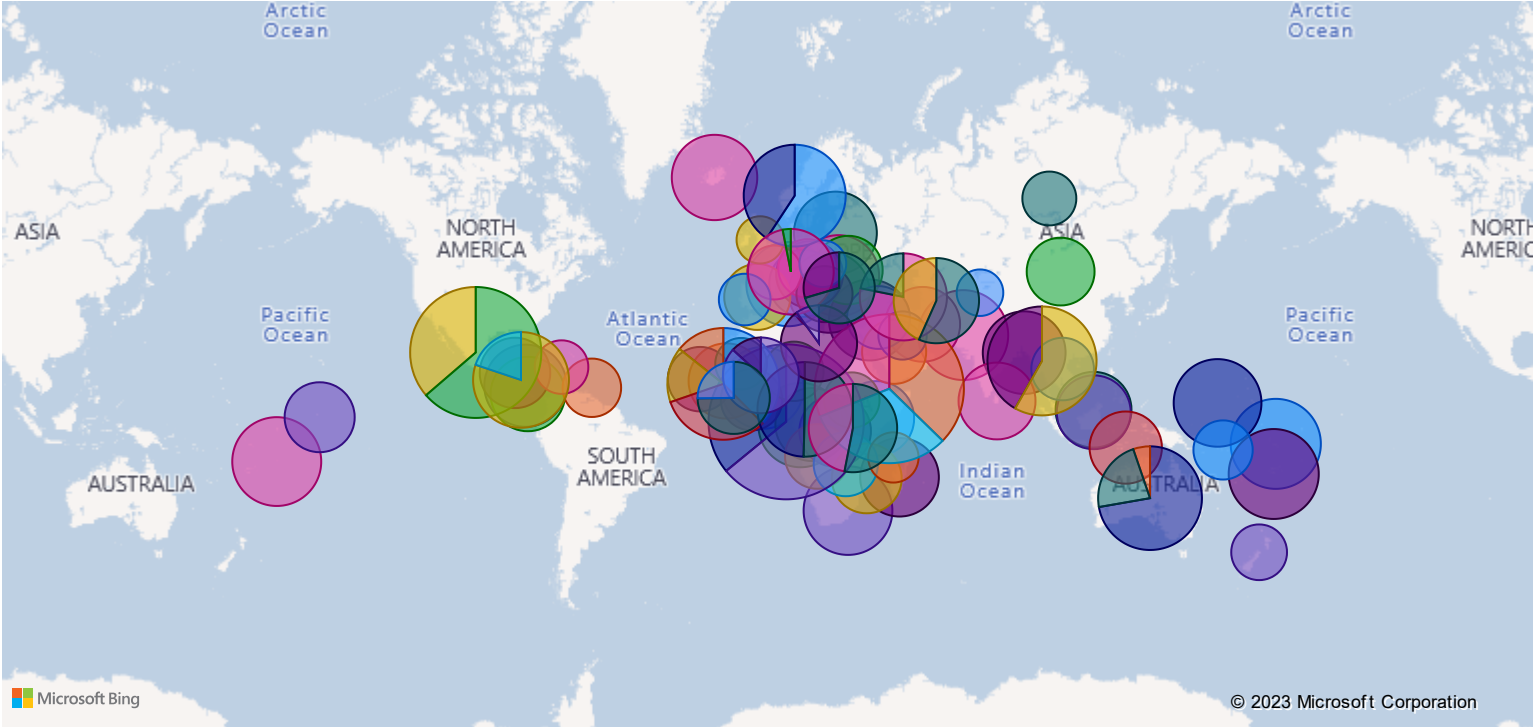 Arctic
Ocean
Arctic
Ocean
ASIA
NORTH
AMERICA
ASIA
NORTH
AMERIC
Pacific
Ocean
Atlantic
Ocean
Pacific
Ocean
AUSTRALIA
SOUTH
AMERICA
Indian
Ocean
AUSTRALIA
Microsoft Bing
© 2023 Microsoft Corporation